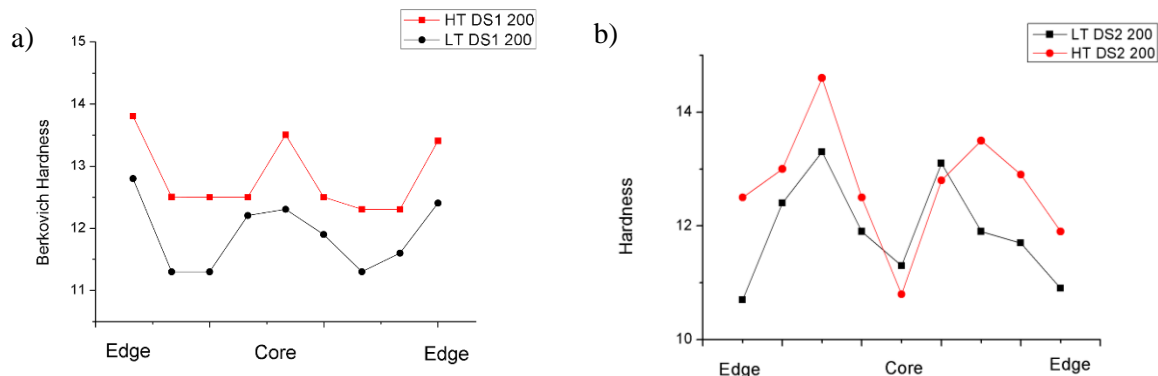 a)
HT DS1 200
LT DS1 200
15
14
13
12
11
Berkovich Hardness
Edge
Core
Edge
b)
LT DS2 200
HT DS2 200
14
12
10
Hardness
Edge
Core
Edge